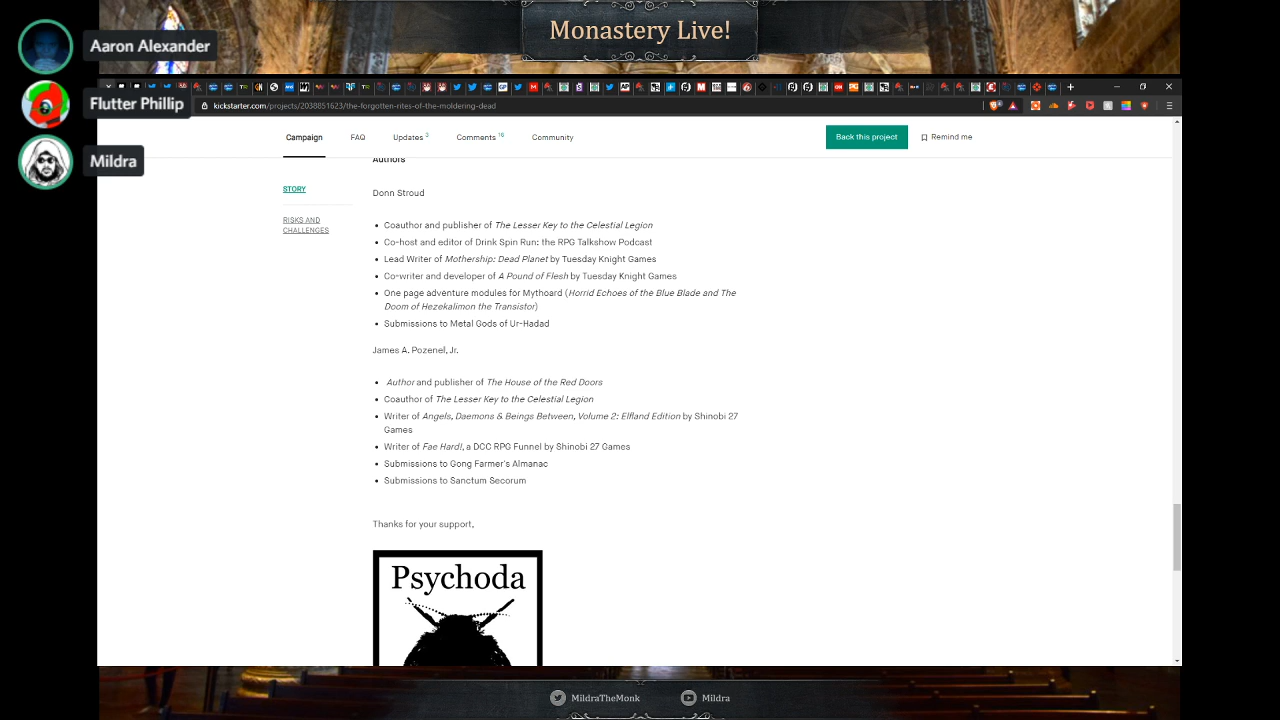 Monastery Live!
Aaron Alexander
Flutter Phillip
Mildra
kickstarter.com/projects/2038851623/the-forgotten-rites-of-the-moldering-dead
Campaign
FAQ
Updates 3
Comments 16
Community
Back this project
Remind me
STORY
RISKS AND
CHALLENGES
Authors
Donn Stroud
• Coauthor and publisher of The Lesser Key to the Celestial Legion
• Co-host and editor of Drink Spin Run: the RPG Talkshow Podcast
• Lead Writer of Mothership: Dead Planet by Tuesday Knight Games
• Co-writer and developer of A Pound of Flesh by Tuesday Knight Games
• One page adventure modules for Mythoard (Horrid Echoes of the Blue Blade and The
Doom of Hezekalimon the Transistor)
• Submissions to Metal Gods of Ur-Hadad
James A. Pozenel, Jr.
• Author and publisher of The House of the Red Doors
• Coauthor of The Lesser Key to the Celestial Legion
• Writer of Angels, Daemons & Beings Between, Volume 2: Elfland Edition by Shinobi 27
Games
• Writer of Fae Hard!, a DCC RPG Funnel by Shinobi 27 Games
• Submissions to Gong Farmer's Almanac
• Submissions to Sanctum Secorum
Thanks for your support,
Psychoda
MildraTheMonk
Mildra